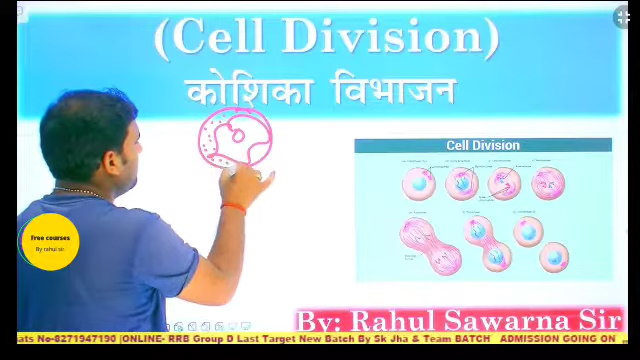 (Cell Division)
कोशिका विभाजन
Cell Division
Free courses
By rahul sir
By: Rahul Sawarna Sir
ats No-8271947190 |ONLINE- RRB Group D Last Target New Batch By Sk Jha & Team BATCH ADMISSION GOING ON